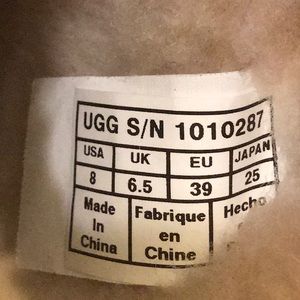 UGG S/N 1010287
USA UK EU JAPAN
8 6.5 39 25
Made In China
Fabrique en Chine
Hecho